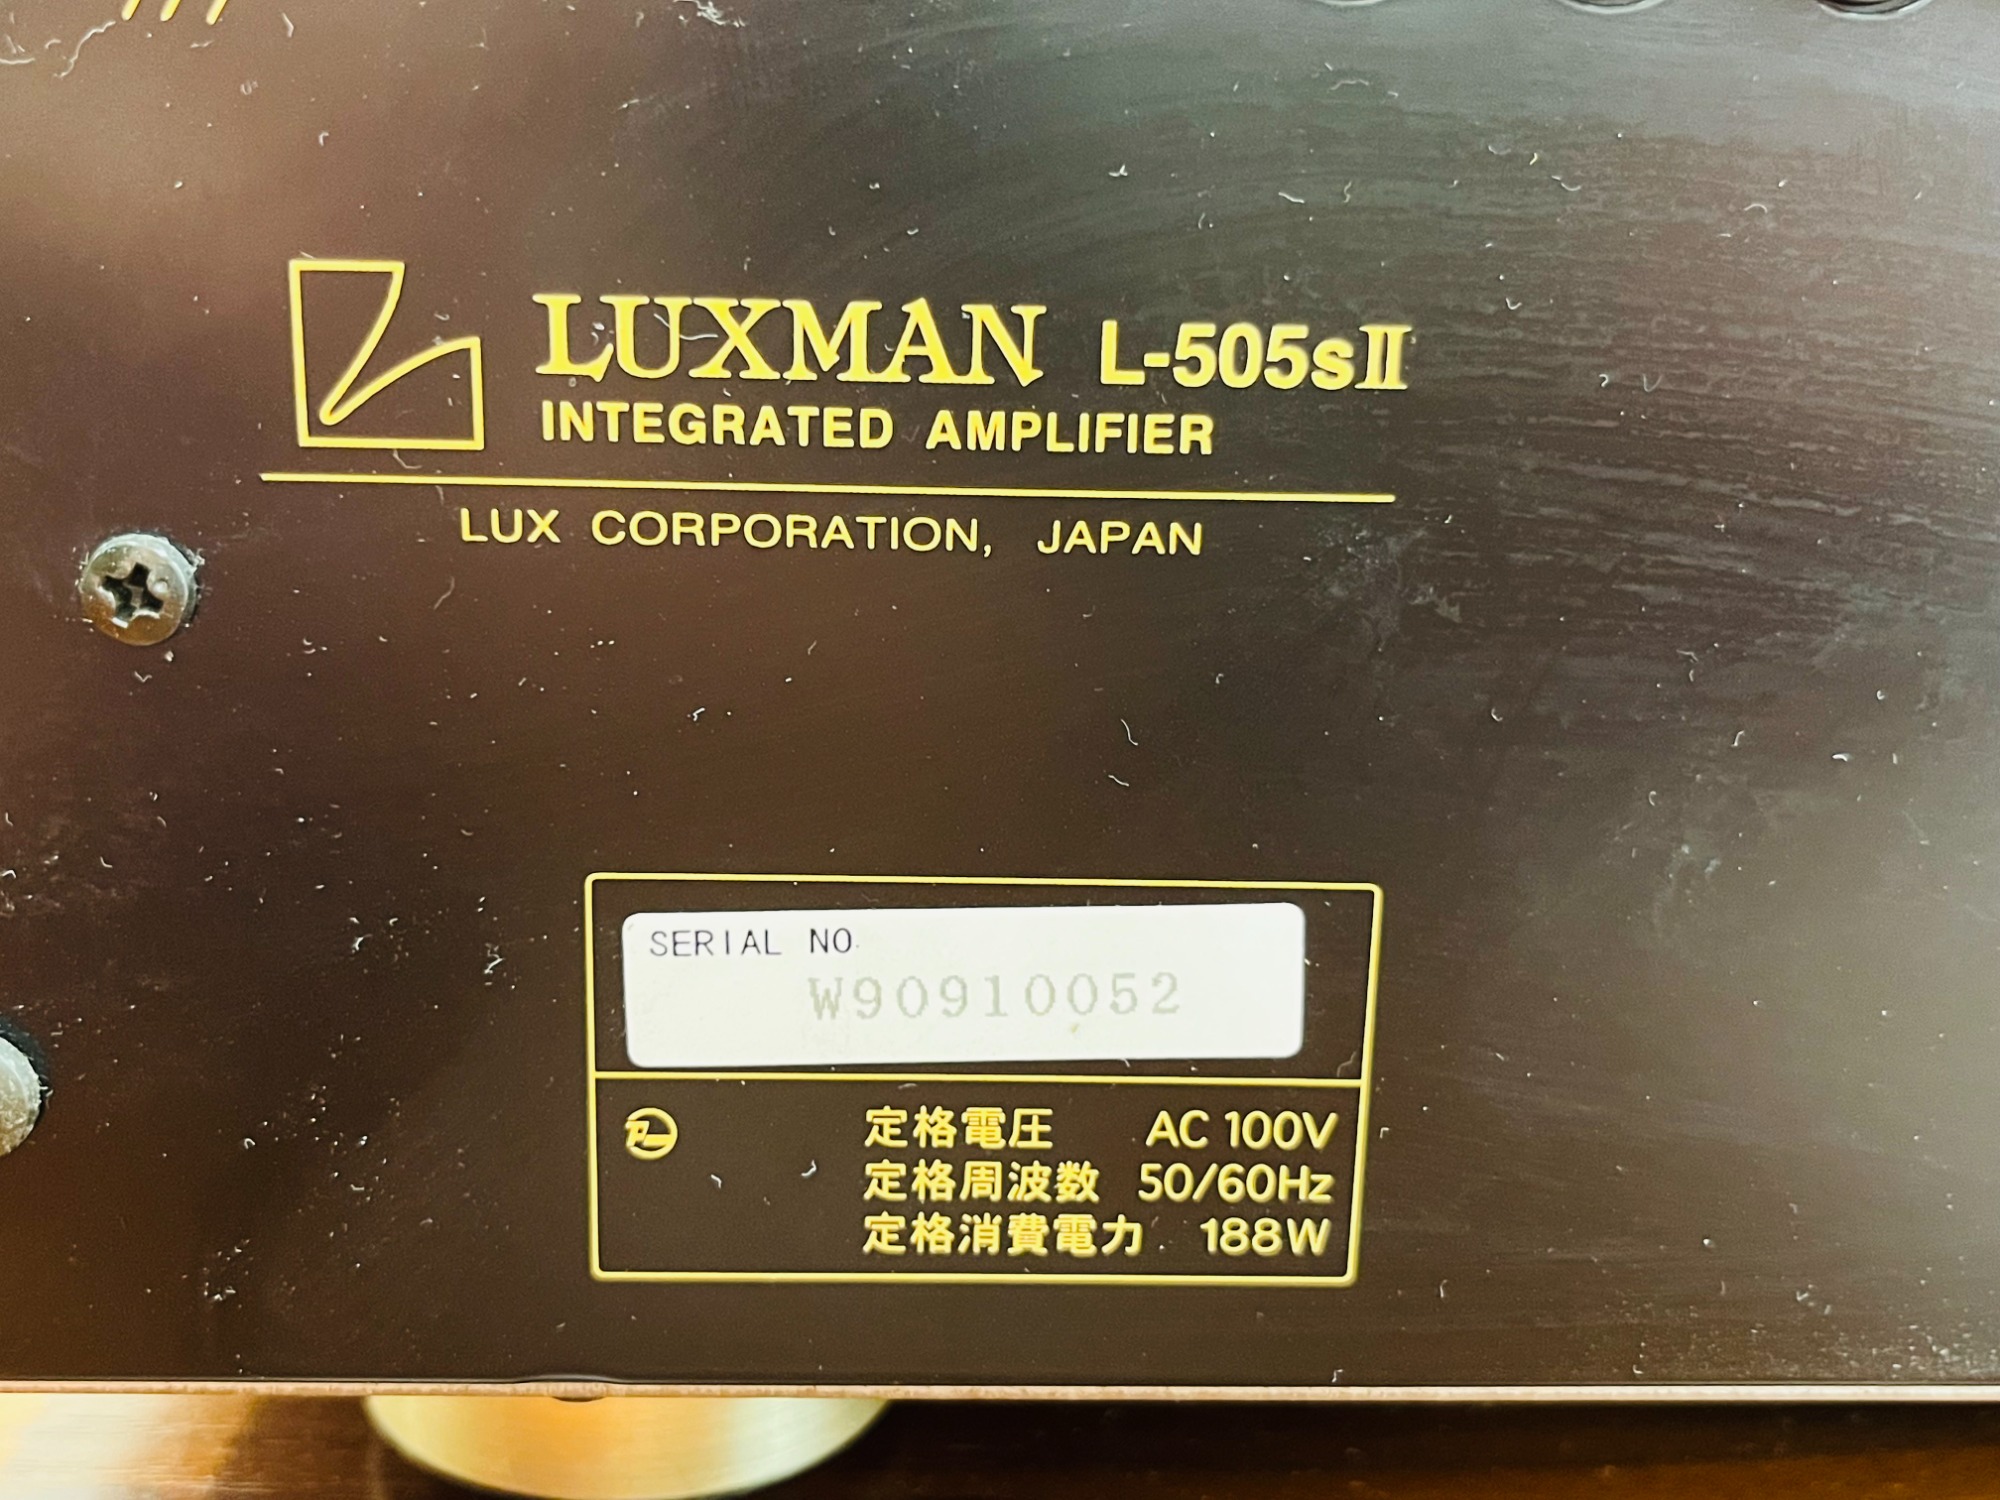 LUXMAN L-505sII
INTEGRATED AMPLIFIER
LUX CORPORATION, JAPAN
SERIAL NO.
W90910052
定格電圧 AC 100V
定格周波数 50/60Hz
定格消費電力 188W